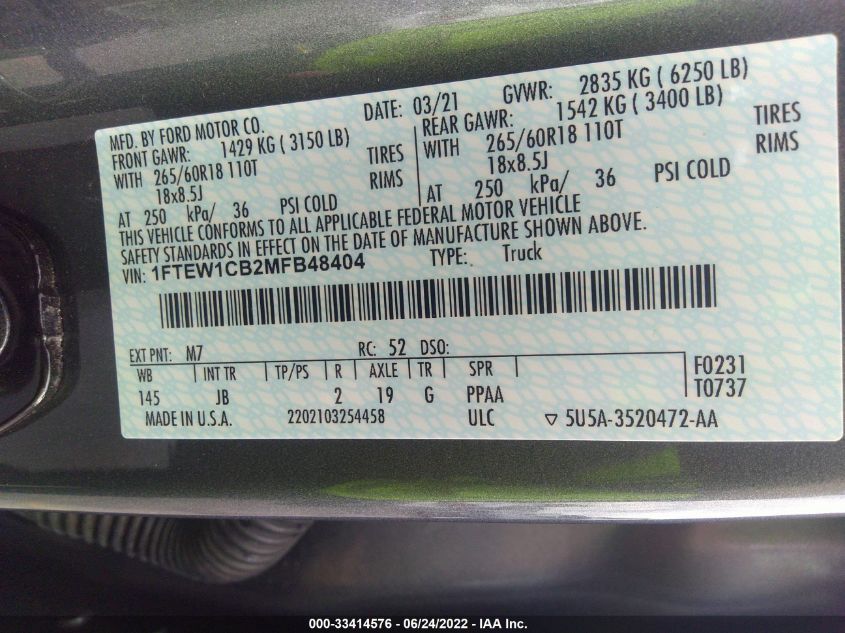 MFD. BY FORD MOTOR CO. DATE: 03/21 GVWR: 2835 KG ( 6250 LB)
FRONT GAWR: 1429 KG ( 3150 LB) REAR GAWR: 1542 KG ( 3400 LB)
WITH 265/60R18 110T TIRES WITH 265/60R18 110T TIRES
18x8.5J RIMS 18x8.5J RIMS
AT 250 kPa/ 36 PSI COLD AT 250 kPa/ 36 PSI COLD
THIS VEHICLE CONFORMS TO ALL APPLICABLE FEDERAL MOTOR VEHICLE
SAFETY STANDARDS IN EFFECT ON THE DATE OF MANUFACTURE SHOWN ABOVE.
VIN: 1FTEW1CB2MFB48404 TYPE: Truck
EXT PNT: M7 RC: 52 DSO:
WB INT TR TP/PS R AXLE TR SPR F0231
145 JB 2 19 G PPAA T0737
MADE IN U.S.A. 2202103254458 ULC ▽ 5U5A-3520472-AA
000-33414576 - 06/24/2022 - IAA Inc.